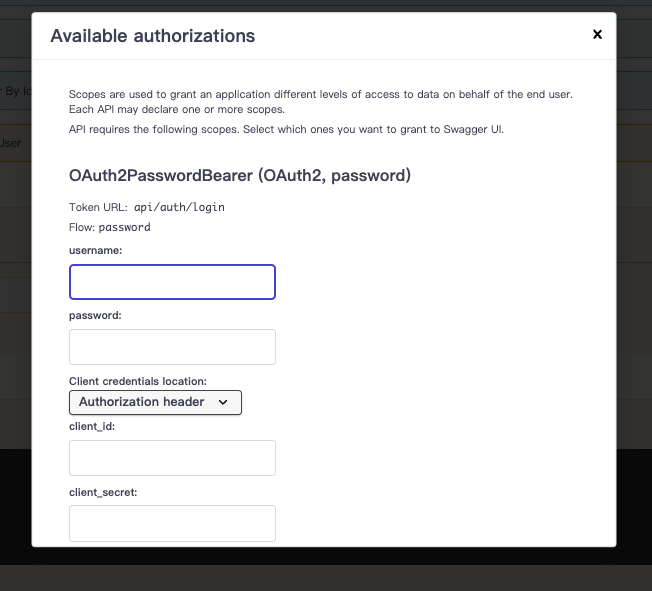 Available authorizations
Scopes are used to grant an application different levels of access to data on behalf of the end user.
Each API may declare one or more scopes.
API requires the following scopes. Select which ones you want to grant to Swagger UI.
OAuth2PasswordBearer (OAuth2, password)
Token URL: api/auth/login
Flow: password
username:
password:
Client credentials location:
Authorization header
client_id:
client_secret:
By Id
User